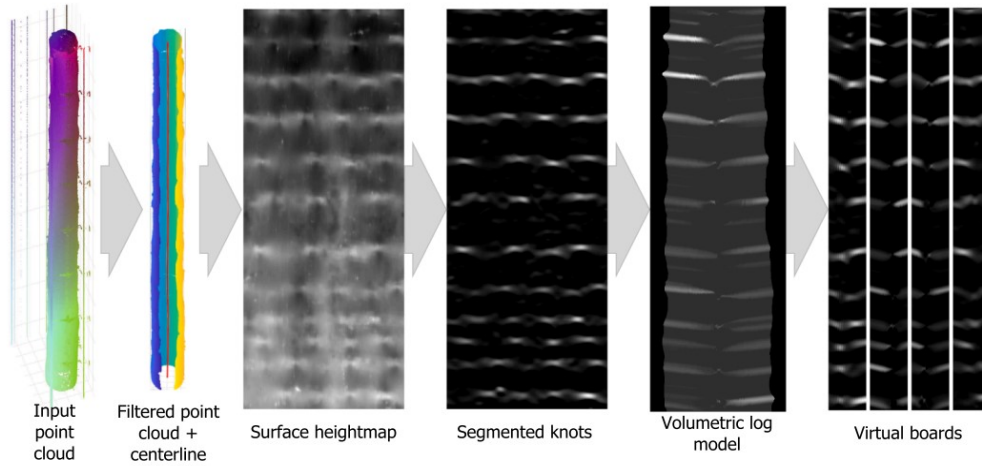 Input
point
cloud
Filtered point
cloud +
centerline
Surface heightmap
Segmented knots
Volumetric log
model
Virtual boards